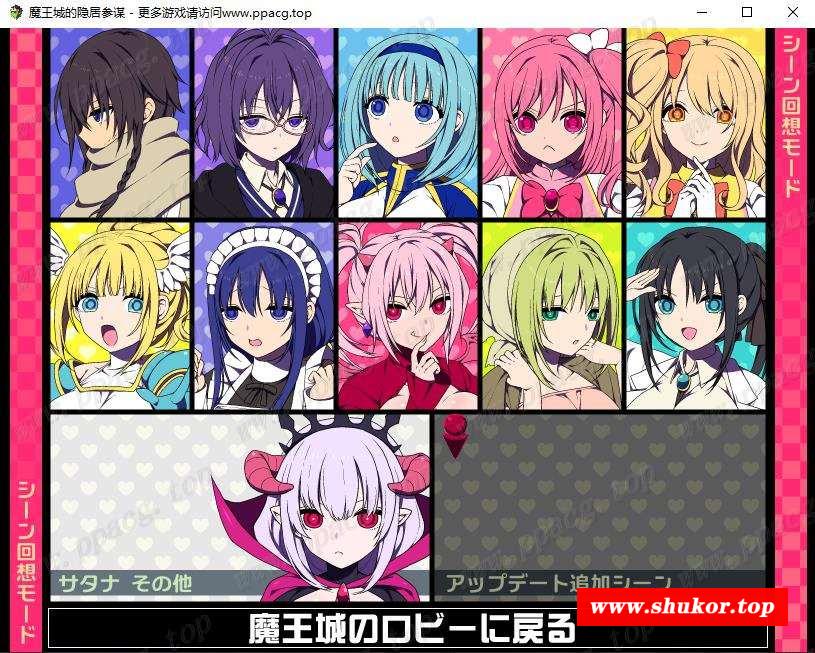 魔王城的隐居参谋 - 更多游戏请访问www.ppacg.top
シーン回想モード
シーン回想モード
サタナ その他
アップデート追加シーン
魔王城のロビーに戻る
www.shukor.top
www.ppacg.top